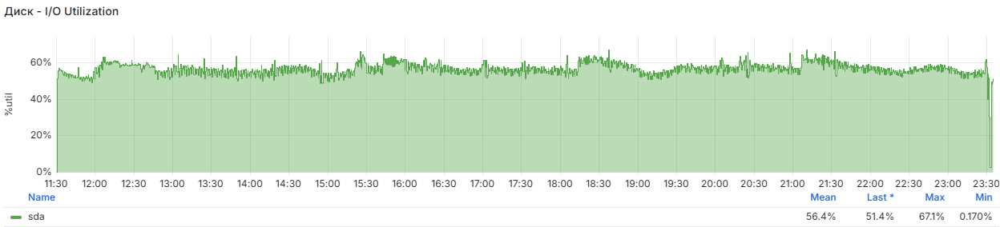 Диск - I/O Utilization
%util
60%
40%
20%
0%
11:30 12:00 12:30 13:00 13:30 14:00 14:30 15:00 15:30 16:00 16:30 17:00 17:30 18:00 18:30 19:00 19:30 20:00 20:30 21:00 21:30 22:00 22:30 23:00 23:30
Name Mean Last * Max Min
sda 56.4% 51.4% 67.1% 0.170%